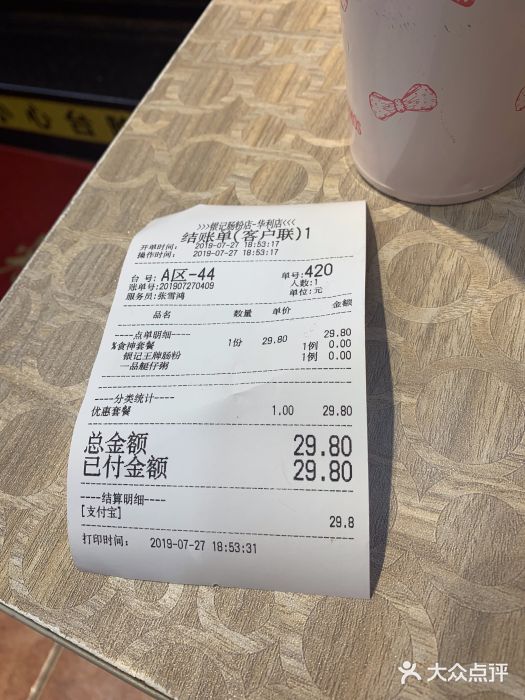 小心台阶
>>>银记肠粉店-华利店<<<
结账单(客户联)1
开单时间: 2019-07-27 18:53:17
操作时间: 2019-07-27 18:53:17
台号: A区-44 单号: 420
账单号:201907270409 人数:1
服务员:张雪鸿 单位:元
品名 数量 单价 金额
----点单明细---- 29.80
%食神套餐 1份 29.80 1例 0.00
银记王牌肠粉 1例 0.00
一品艇仔粥
----分类统计----
优惠套餐 1.00 29.80
总金额 29.80
已付金额 29.80
----结算明细----
[支付宝] 29.8
打印时间: 2019-07-27 18:53:31
大众点评